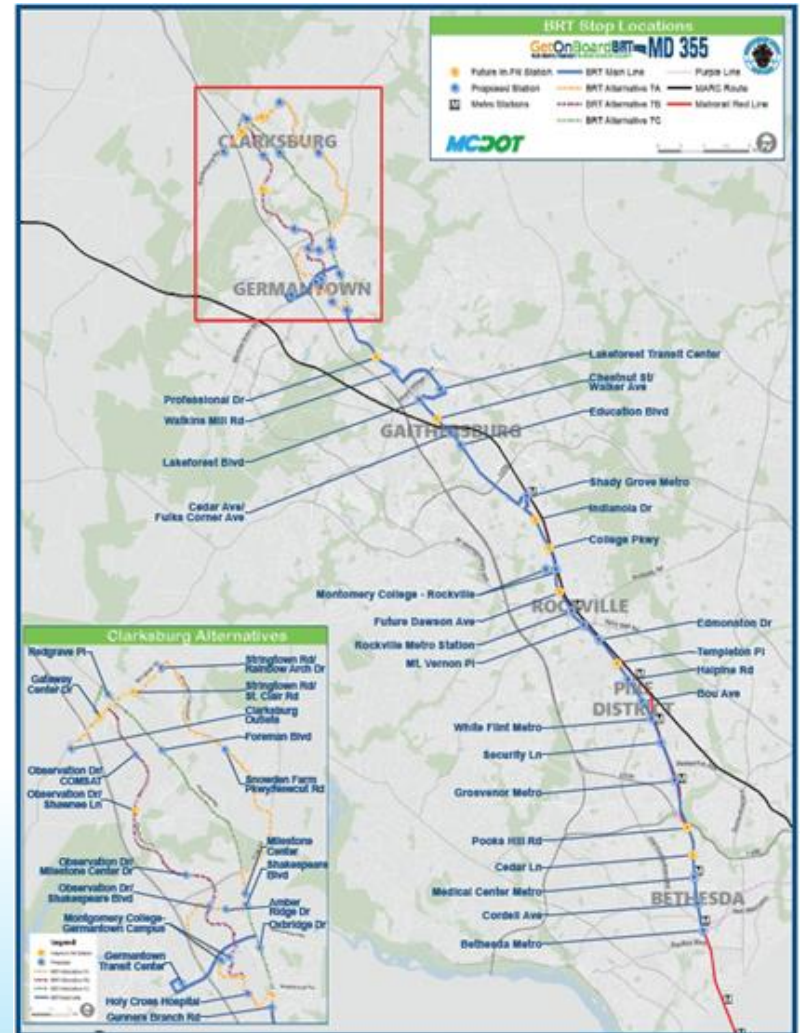 BRT Stop Locations
GetOnBoardBRT MD 355
Future In-Fill Station
Proposed Station
Metro Stations
BRT Main Line
BRT Alternative 7A
BRT Alternative 7B
BRT Alternative 7C
Purple Line
MARC Route
Metrorail Red Line
MCDOT
CLARKSBURG
GERMANTOWN
Lakeforest Transit Center
Chestnut St/
Walker Ave
Professional Dr
Watkins Mill Rd
Education Blvd
GAITHERSBURG
Lakeforest Blvd
Shady Grove Metro
Cedar Ave/
Fulks Corner Ave
Indianola Dr
College Pkwy
Montomery College - Rockville
ROCKVILLE
Future Dawson Ave
Edmonston Dr
Rockville Metro Station
Templeton Pl
Mt. Vernon Pl
Halpine Rd
PIKE
DISTRICT
Bou Ave
White Flint Metro
Security Ln
Grosvenor Metro
Pooks Hill Rd
Cedar Ln
Medical Center Metro
BETHESDA
Cordell Ave
Bethesda Metro
Clarksburg Alternatives
Redgrave Pl
Gateway
Center Dr
Stringtown Rd/
Rainbow Arch Dr
Stringtown Rd/
St. Clair Rd
Clarksburg
Outlets
Foreman Blvd
Observation Dr/
COMSAT
Snowden Farm
Pkwy/Newcut Rd
Observation Dr/
Shawnee Ln
Milestone
Center
Shakespeare
Blvd
Observation Dr/
Milestone Center Dr
Observation Dr/
Shakespeare Blvd
Amber
Ridge Dr
Montgomery College-
Germantown Campus
Oxbridge Dr
Germantown
Transit Center
Legend
Holy Cross Hospital
Gunners Branch Rd